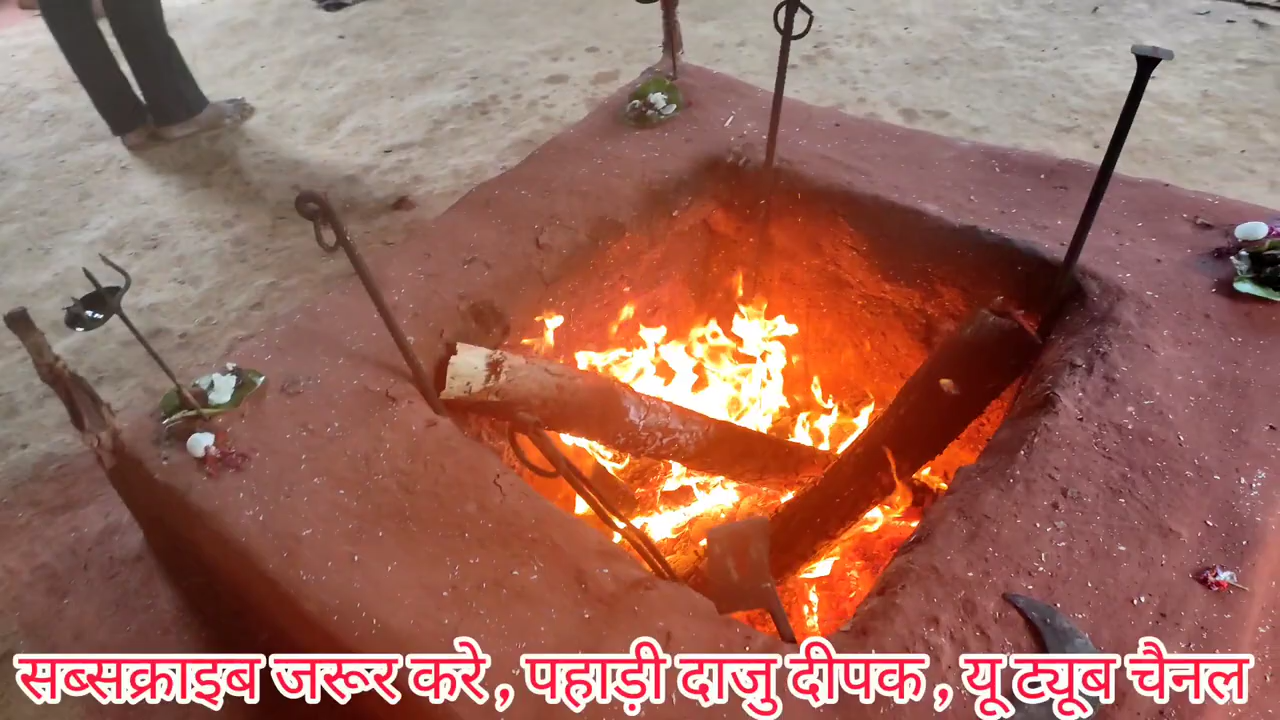 सब्सक्राइब जरूर करे , पहाड़ी दाजु दीपक , यू ट्यूब चैनल